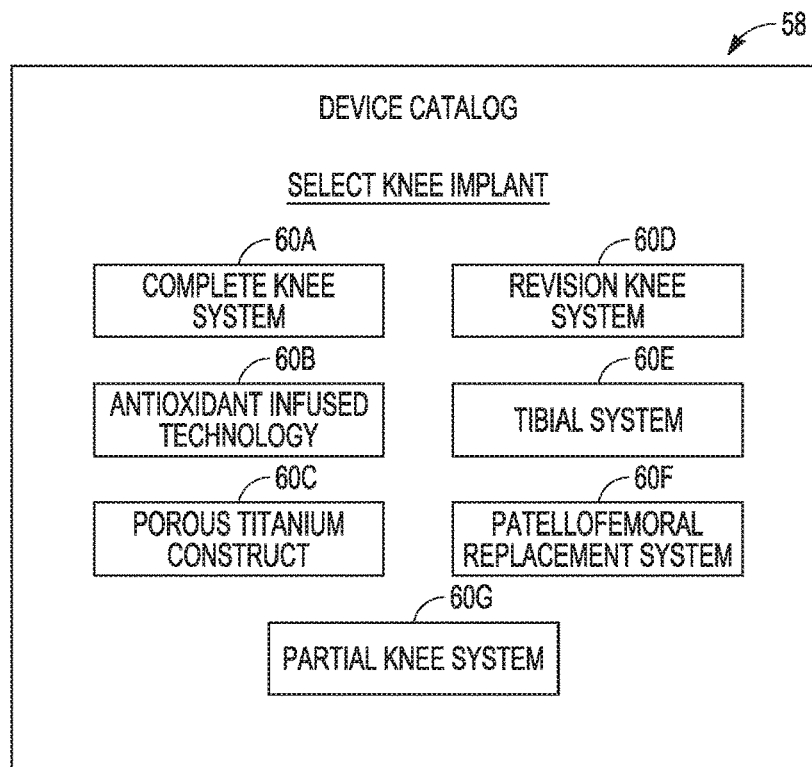 58
DEVICE CATALOG
SELECT KNEE IMPLANT
60A
COMPLETE KNEE
SYSTEM
60D
REVISION KNEE
SYSTEM
60B
ANTIOXIDANT INFUSED
TECHNOLOGY
60E
TIBIAL SYSTEM
60C
POROUS TITANIUM
CONSTRUCT
60F
PATELLOFEMORAL
REPLACEMENT SYSTEM
60G
PARTIAL KNEE SYSTEM